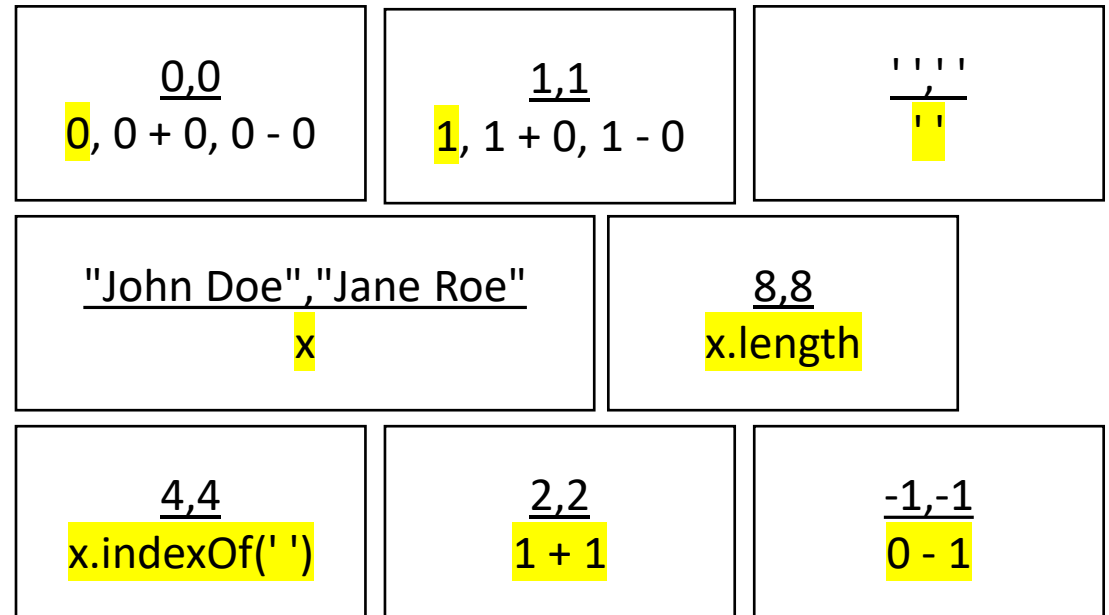 0,0
0, 0 + 0, 0 - 0
1,1
1, 1 + 0, 1 - 0
' ',' '
' '
"John Doe","Jane Roe"
x
8,8
x.length
4,4
x.indexOf(' ')
2,2
1 + 1
-1,-1
0 - 1